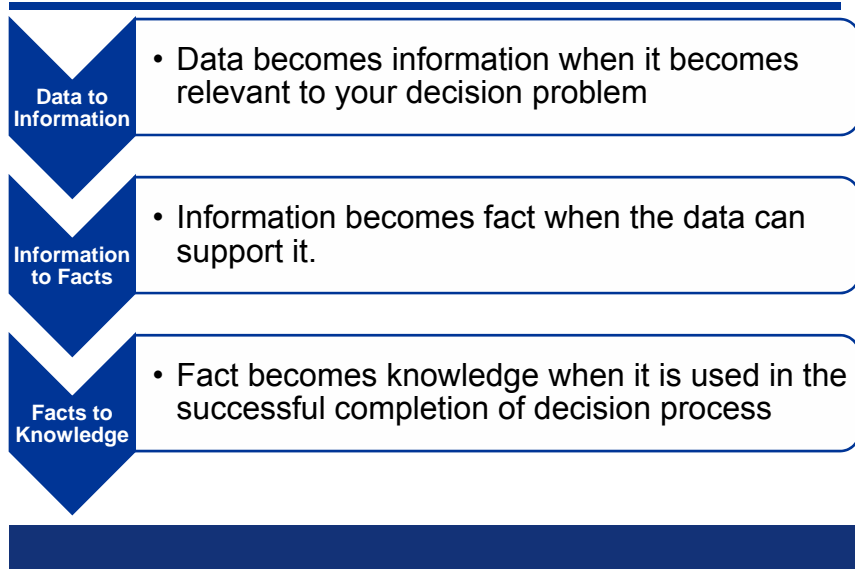 Data to
Information
• Data becomes information when it becomes
relevant to your decision problem
Information
to Facts
• Information becomes fact when the data can
support it.
Facts to
Knowledge
• Fact becomes knowledge when it is used in the
successful completion of decision process